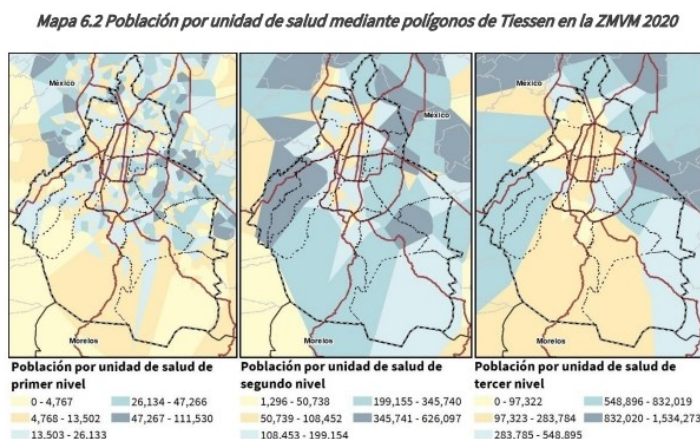 Mapa 6.2 Población por unidad de salud mediante polígonos de Tiessen en la ZMVM 2020
México
Morelos
México
Morelos
México
Morelos
Población por unidad de salud de
primer nivel
0 - 4,767
4,768 - 13,502
13,503 - 26,133
26,134 - 47,266
47,267 - 111,530
Población por unidad de salud de
segundo nivel
1,296 - 50,738
50,739 - 108,452
108,453 - 199,154
199,155 - 345,740
345,741 - 626,097
Población por unidad de salud de
tercer nivel
0 - 97,322
97,323 - 283,784
283,785 - 548,895
548,896 - 832,019
832,020 - 1,534,273